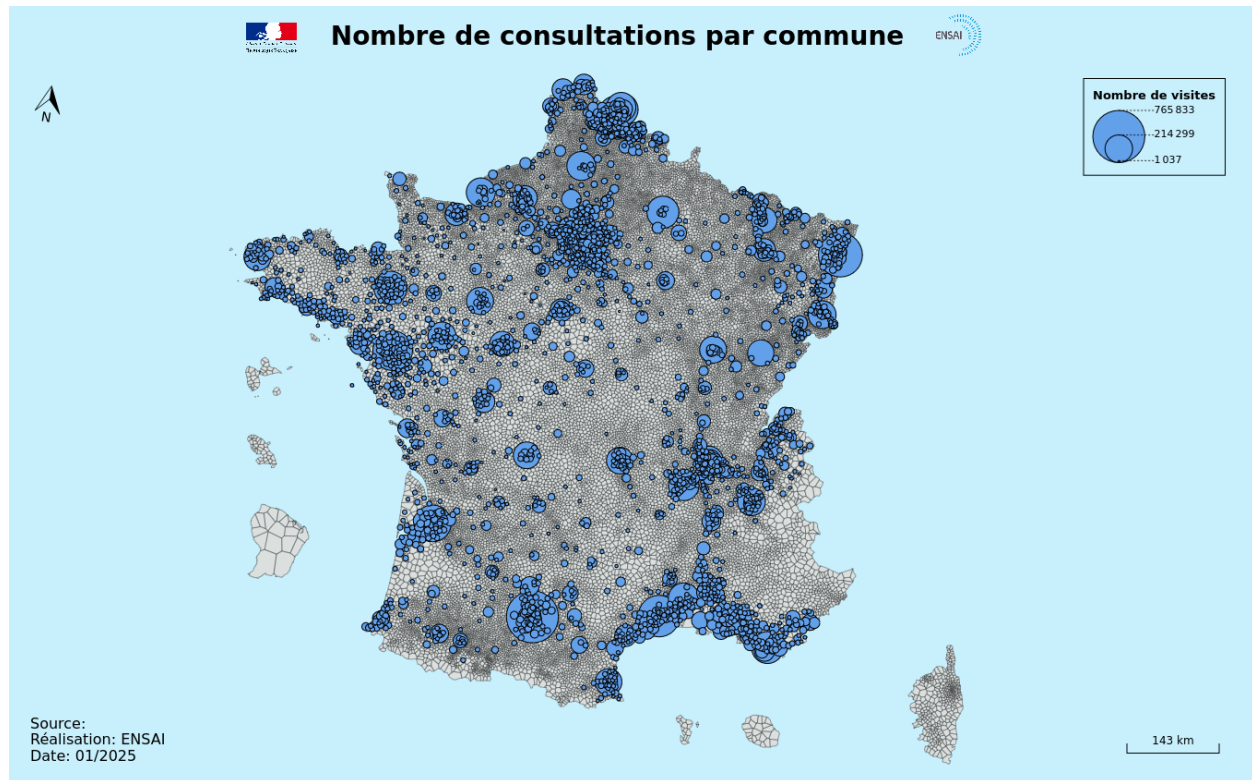 Nombre de consultations par commune
ENSAI
N
Nombre de visites
765 833
214 299
1 037
Source:
Réalisation: ENSAI
Date: 01/2025
143 km